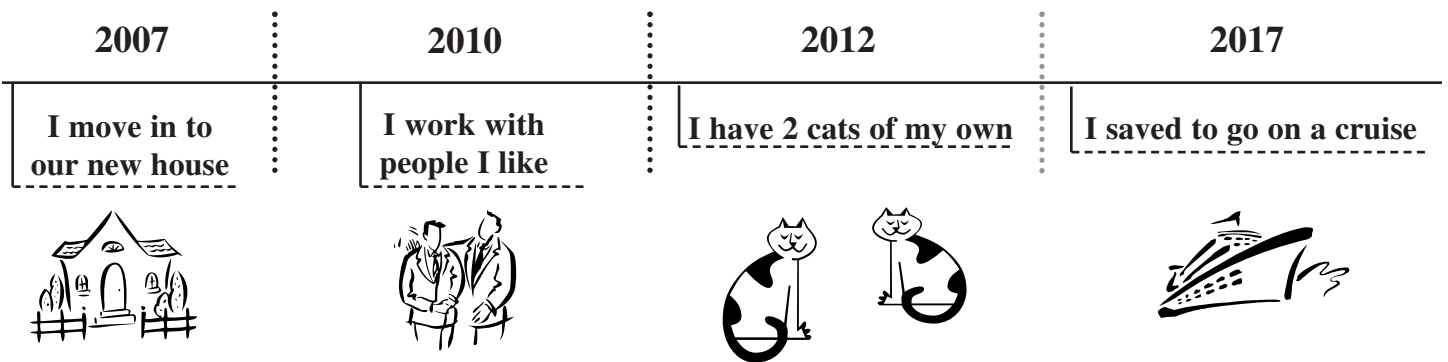 2007
2010
2012
2017
I move in to
our new house
I work with
people I like
I have 2 cats of my own
I saved to go on a cruise